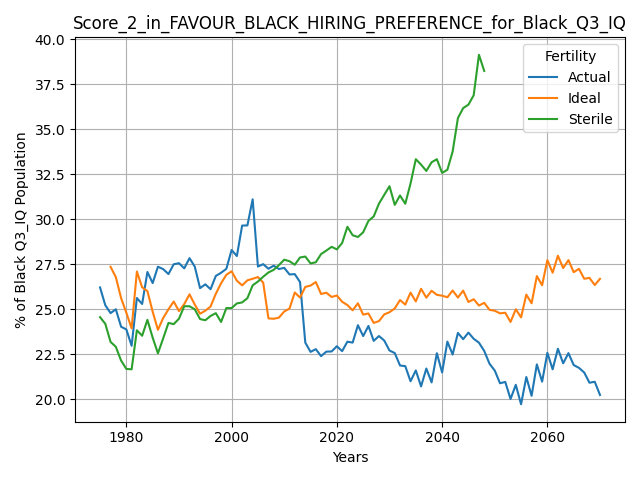 Score_2_in_FAVOUR_BLACK_HIRING_PREFERENCE_for_Black_Q3_IQ
% of Black Q3_IQ Population
40.0
37.5
35.0
32.5
30.0
27.5
25.0
22.5
20.0
Fertility
Actual
Ideal
Sterile
1980
2000
2020
2040
2060
Years